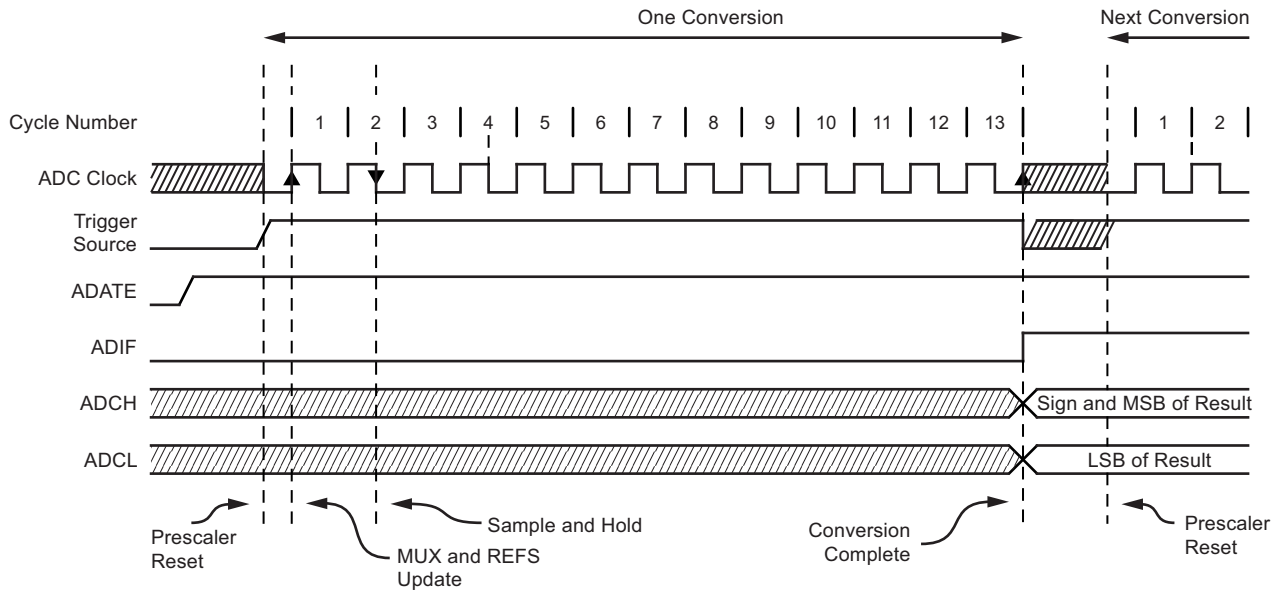 One Conversion
Next Conversion
Cycle Number
1 2 3 4 5 6 7 8 9 10 11 12 13 1 2
ADC Clock
Trigger
Source
ADATE
ADIF
ADCH
Sign and MSB of Result
ADCL
LSB of Result
Prescaler
Reset
MUX and REFS
Update
Sample and Hold
Conversion
Complete
Prescaler
Reset